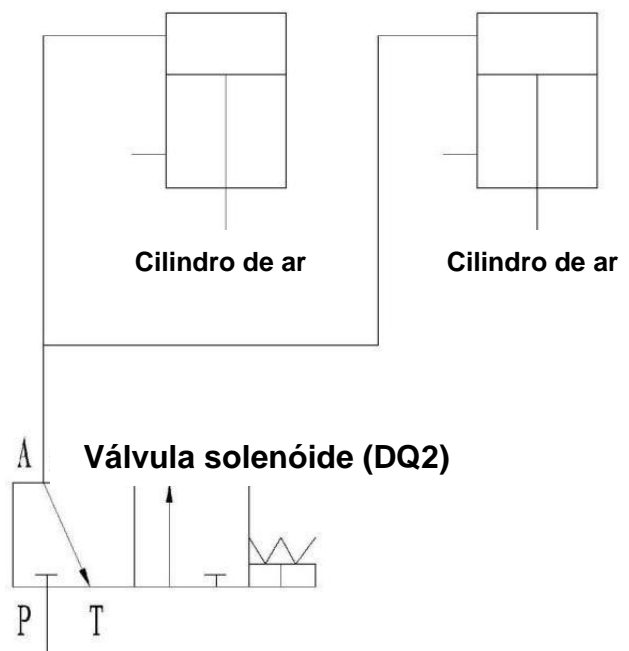 Cilindro de ar
Cilindro de ar
A
Válvula solenóide (DQ2)
P
T